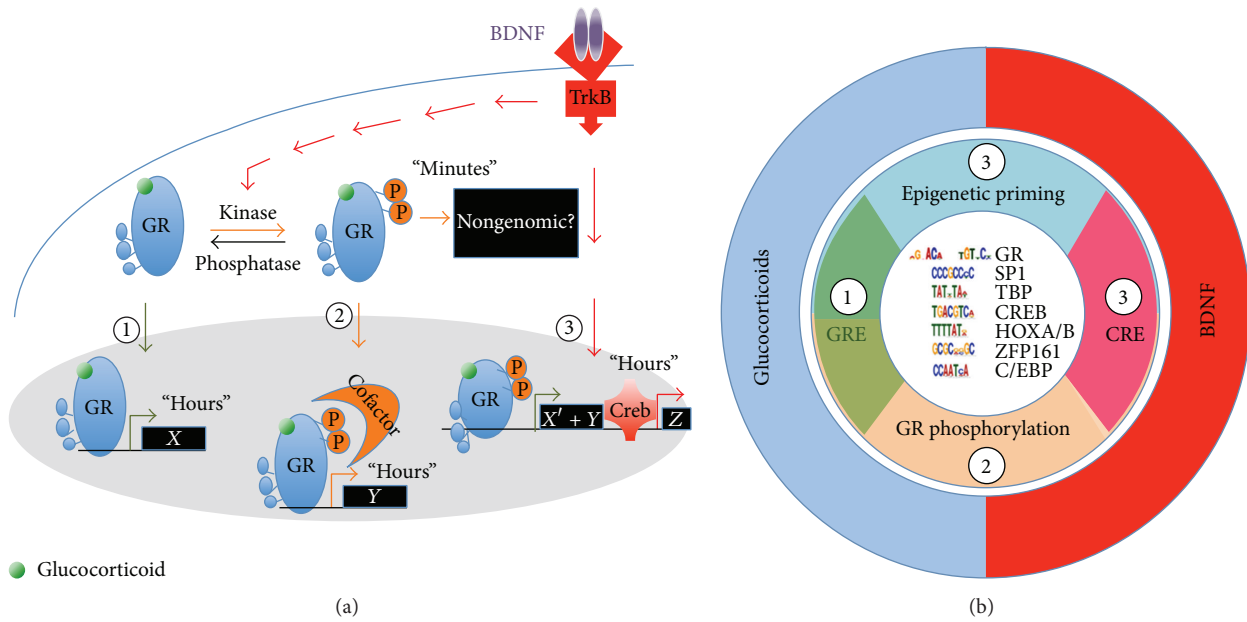 BDNF
TrkB
"Minutes"
GR
Kinase
Phosphatase
GR
P
P
Nongenomic?
1
2
3
GR
"Hours"
X
GR
P
P
Cofactor
"Hours"
Y
GR
P
P
X′ + Y
Creb
"Hours"
Z
Glucocorticoid
(a)
Glucocorticoids
BDNF
3
Epigenetic priming
1
GRE
3
CRE
GR phosphorylation
2
GR
CCCGCCCC SP1
TBP
TGACGTCA CREB
HOXA/B
ZFP161
C/EBP
(b)